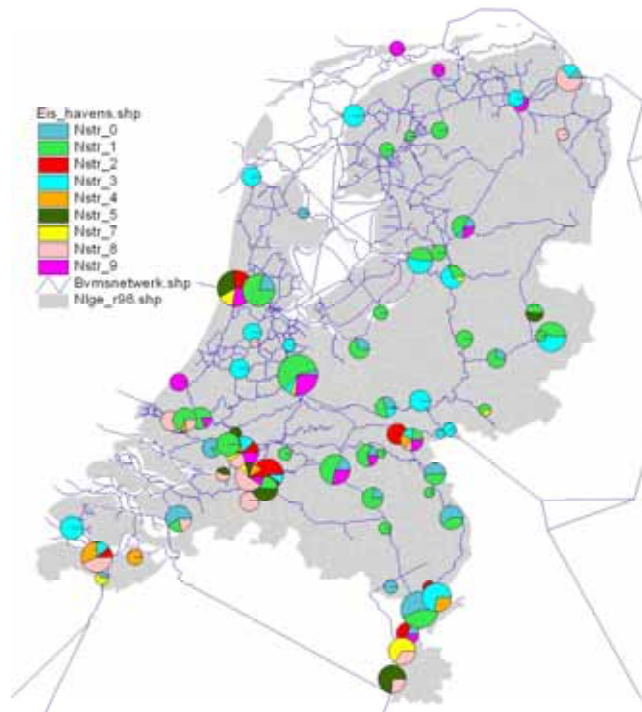 Eis_havens.shp
Nstr_0
Nstr_1
Nstr_2
Nstr_3
Nstr_4
Nstr_5
Nstr_7
Nstr_8
Nstr_9
Bvmsnetwerk.shp
Nlge_r98.shp